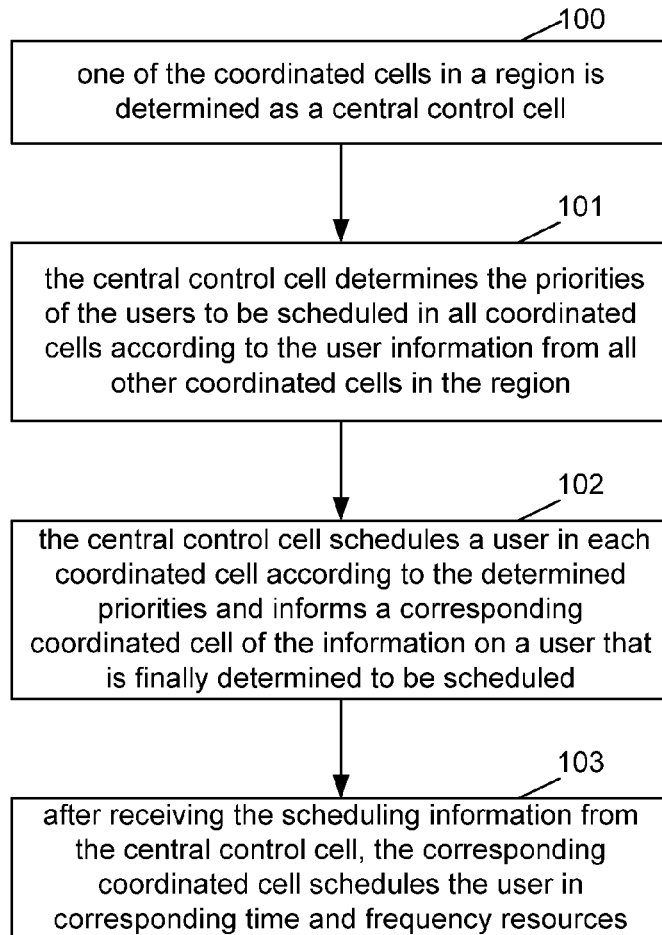 100
one of the coordinated cells in a region is
determined as a central control cell
101
the central control cell determines the priorities
of the users to be scheduled in all coordinated
cells according to the user information from all
other coordinated cells in the region
102
the central control cell schedules a user in each
coordinated cell according to the determined
priorities and informs a corresponding
coordinated cell of the information on a user that
is finally determined to be scheduled
103
after receiving the scheduling information from
the central control cell, the corresponding
coordinated cell schedules the user in
corresponding time and frequency resources